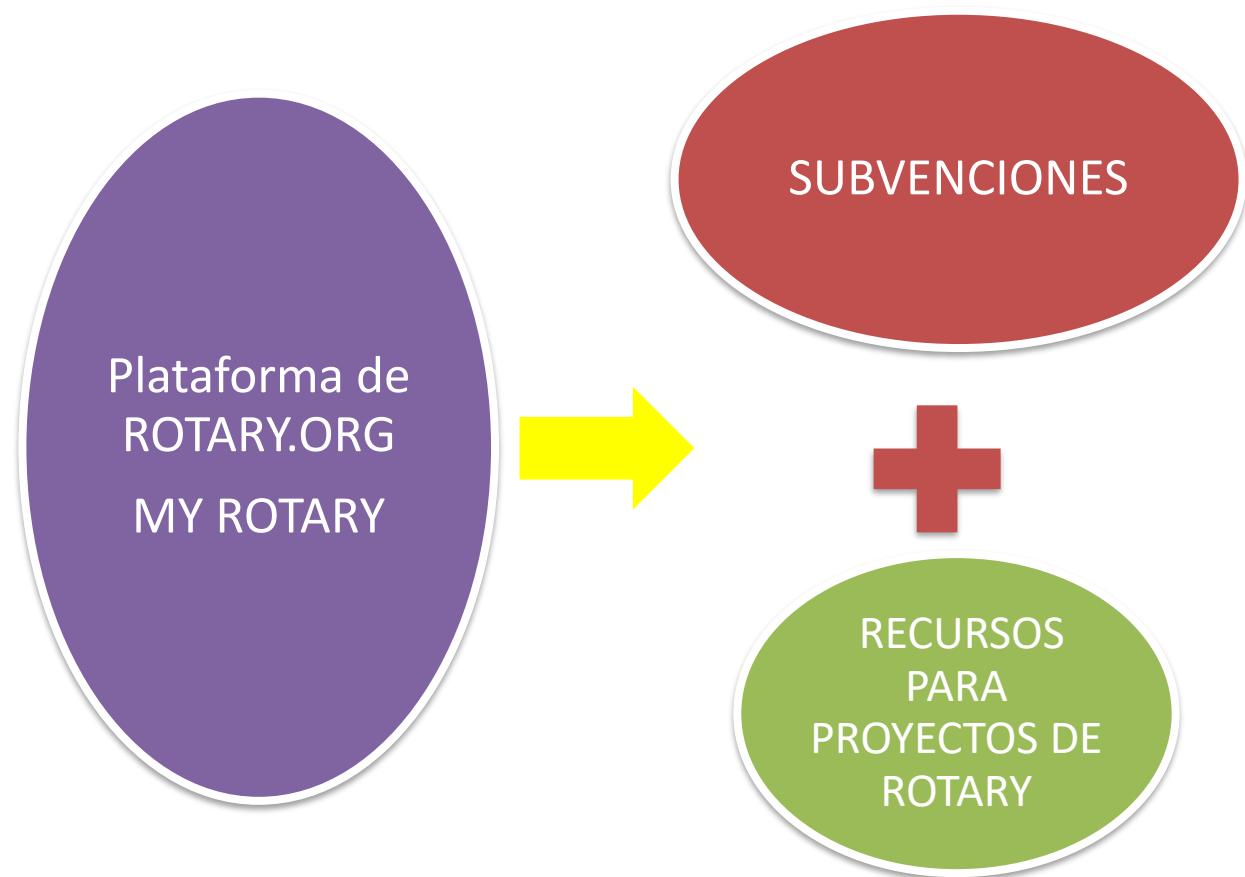 Plataforma de
ROTARY.ORG
MY ROTARY
SUBVENCIONES
RECURSOS
PARA
PROYECTOS DE
ROTARY